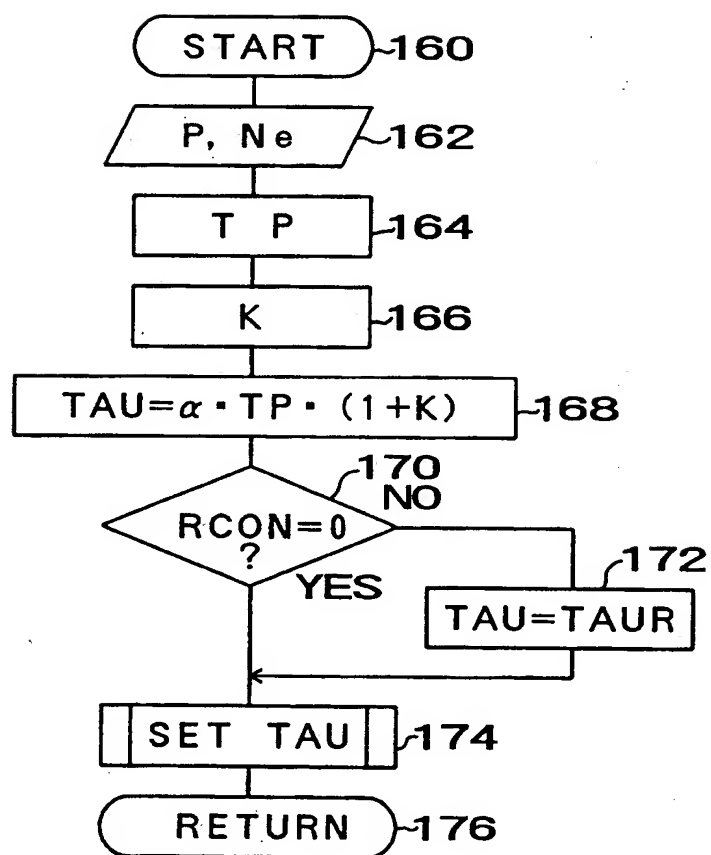 START 160
P, Ne 162
T P 164
K 166
TAU=α・TP・(1+K) 168
170
NO
RCON=0
?
YES
172
TAU=TAUR
SET TAU 174
RETURN 176